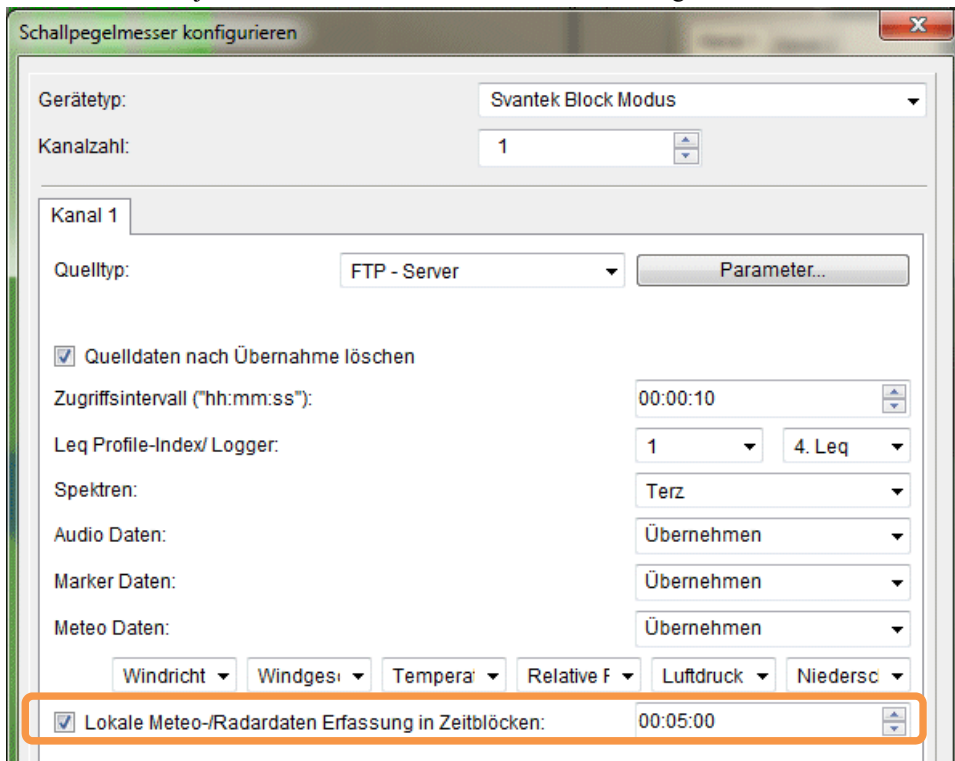 Schallpegelmesser konfigurieren
Gerätetyp: Svantek Block Modus
Kanalzahl: 1
Kanal 1
Quelltyp: FTP - Server Parameter...
Quelldaten nach Übernahme löschen
Zugriffsintervall ("hh:mm:ss"): 00:00:10
Leq Profile-Index/ Logger: 1 4. Leq
Spektren: Terz
Audio Daten: Übernehmen
Marker Daten: Übernehmen
Meteo Daten: Übernehmen
Windricht Windges Temperat Relative F Luftdruck Niedersc
Lokale Meteo-/Radardaten Erfassung in Zeitblöcken: 00:05:00